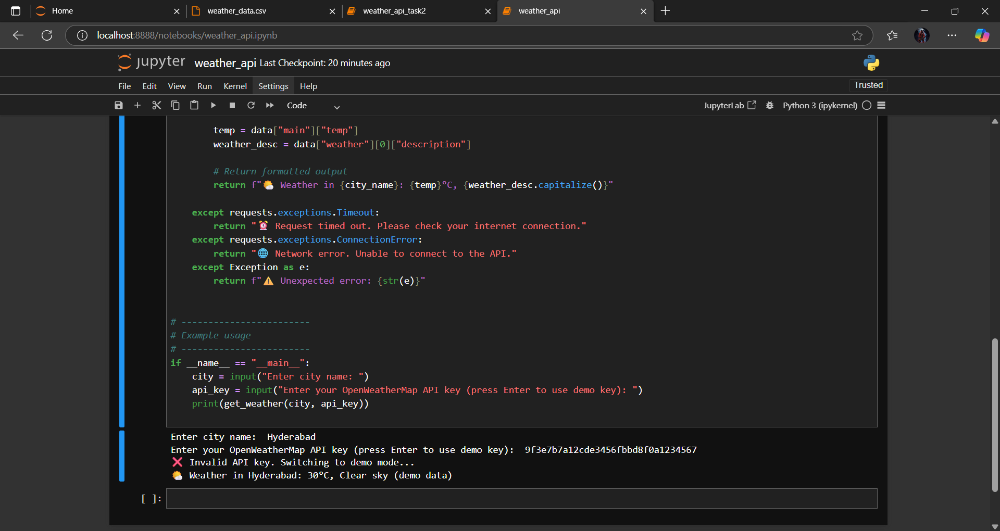 Home
weather_data.csv
weather_api_task2
weather_api
localhost:8888/notebooks/weather_api.ipynb
jupyter weather_api Last Checkpoint: 20 minutes ago
File Edit View Run Kernel Settings Help Trusted
Code JupyterLab Python 3 (ipykernel)
temp = data["main"]["temp"]
weather_desc = data["weather"][0]["description"]
# Return formatted output
return f"🌤️ Weather in {city_name}: {temp}°C, {weather_desc.capitalize()}"
except requests.exceptions.Timeout:
return "⏰ Request timed out. Please check your internet connection."
except requests.exceptions.ConnectionError:
return "🌐 Network error. Unable to connect to the API."
except Exception as e:
return f"⚠️ Unexpected error: {str(e)}"
# ------------------------
# Example usage
# ------------------------
if __name__ == "__main__":
city = input("Enter city name: ")
api_key = input("Enter your OpenWeatherMap API key (press Enter to use demo key): ")
print(get_weather(city, api_key))
Enter city name:  Hyderabad
Enter your OpenWeatherMap API key (press Enter to use demo key):  9f3e7b7a12cde3456fbbd8f0a1234567
❌ Invalid API key. Switching to demo mode...
🌤️ Weather in Hyderabad: 30°C, Clear sky (demo data)
[ ]: